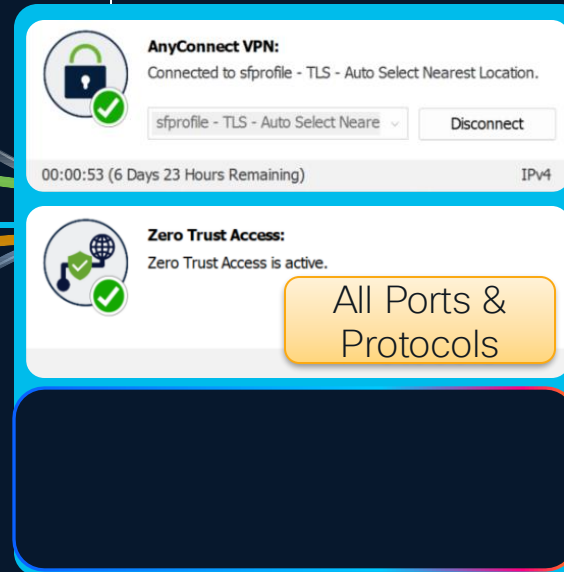 AnyConnect VPN:
Connected to sfprofile - TLS - Auto Select Nearest Location.
sfprofile - TLS - Auto Select Neare
Disconnect
00:00:53 (6 Days 23 Hours Remaining)
IPv4
Zero Trust Access:
Zero Trust Access is active.
All Ports &
Protocols